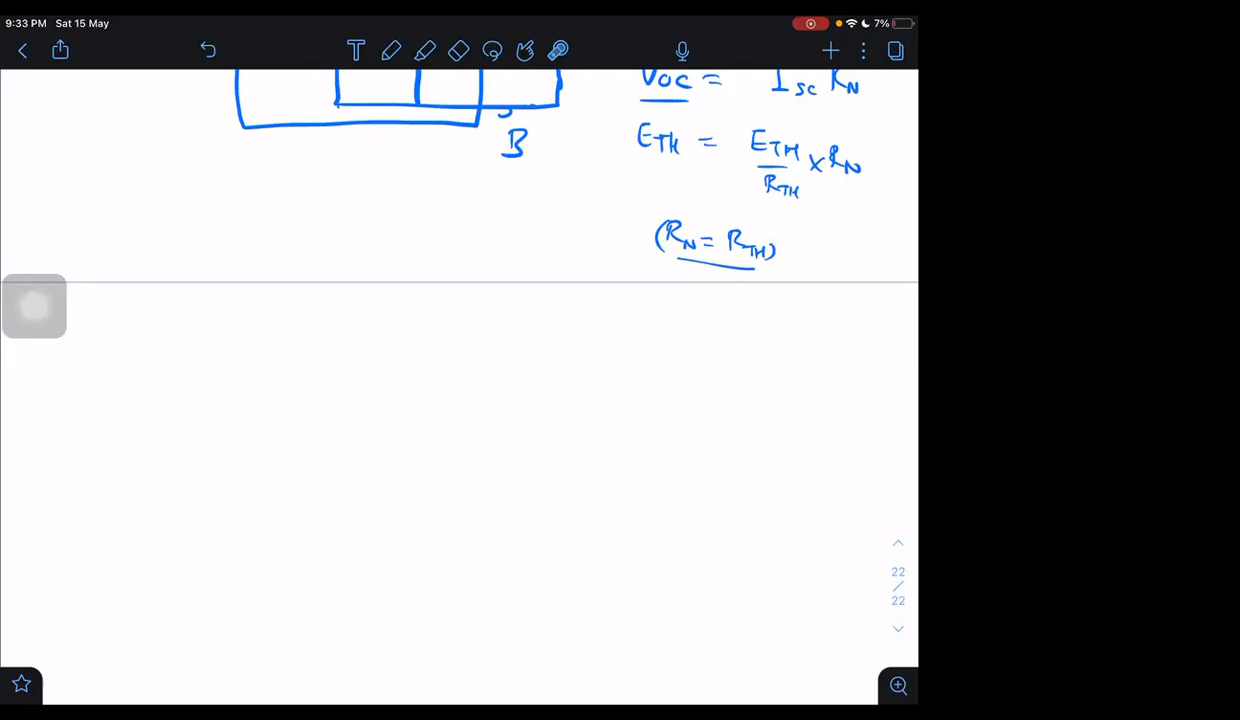 9:33 PM Sat 15 May
7%
T
VOC = Isc RN
B
ETH = ETH/RTH × RN
(RN = RTH)
22
/
22